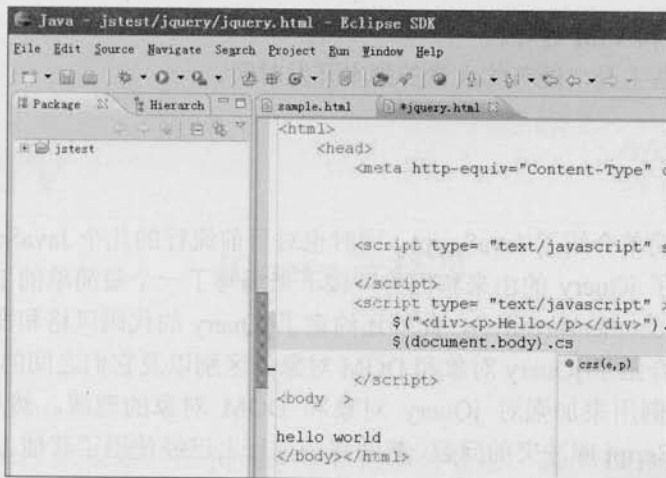 Java - jstest/jquery/jquery.html - Eclipse SDK
File Edit Source Navigate Search Project Run Window Help
Package Hierarch sample.html *jquery.html
jstest
<html>
<head>
<meta http-equiv="Content-Type" c
<script type= "text/javascript" s
</script>
<script type= "text/javascript" >
$("<div><p>Hello</p></div>").
$(document.body).cs
css(e,p)
</script>
<body >
hello world
</body></html>